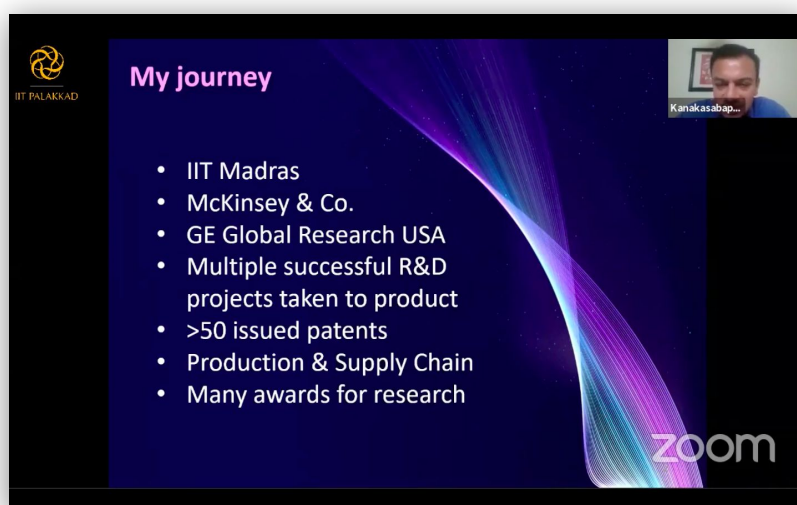 IIT PALAKKAD
My journey
Kanakasabap...
• IIT Madras
• McKinsey & Co.
• GE Global Research USA
• Multiple successful R&D
projects taken to product
• >50 issued patents
• Production & Supply Chain
• Many awards for research
zoom